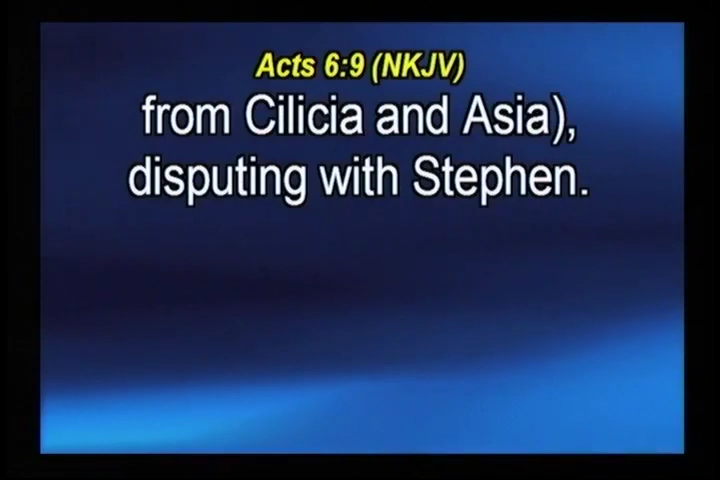 Acts 6:9 (NKJV)
from Cilicia and Asia),
disputing with Stephen.